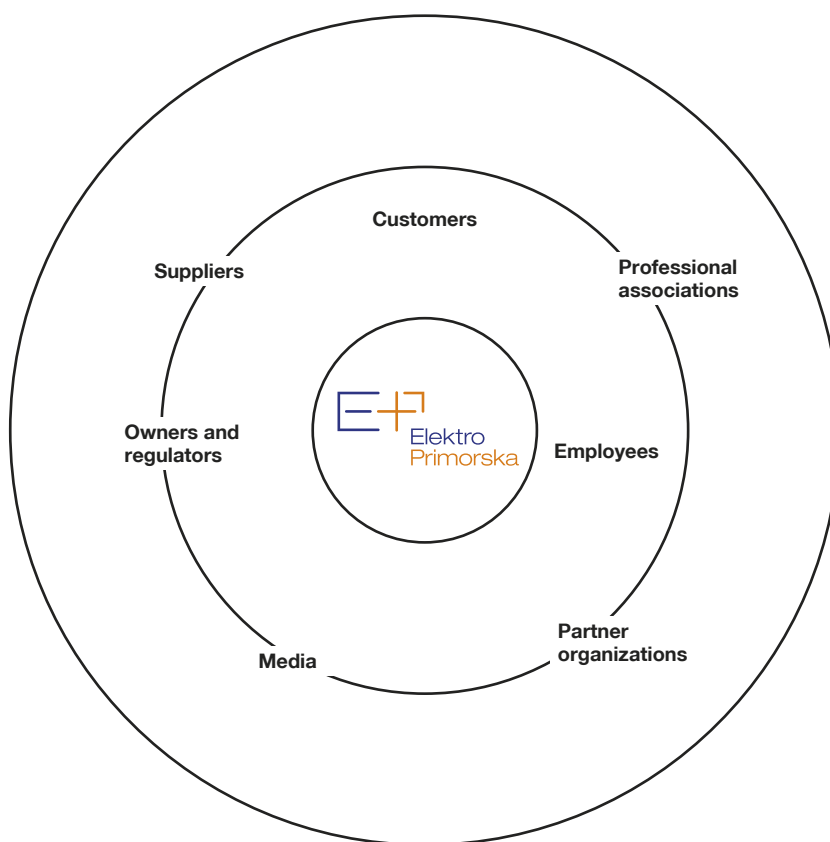 Customers
Suppliers
Professional
associations
Elektro
Primorska
Owners and
regulators
Employees
Media
Partner
organizations